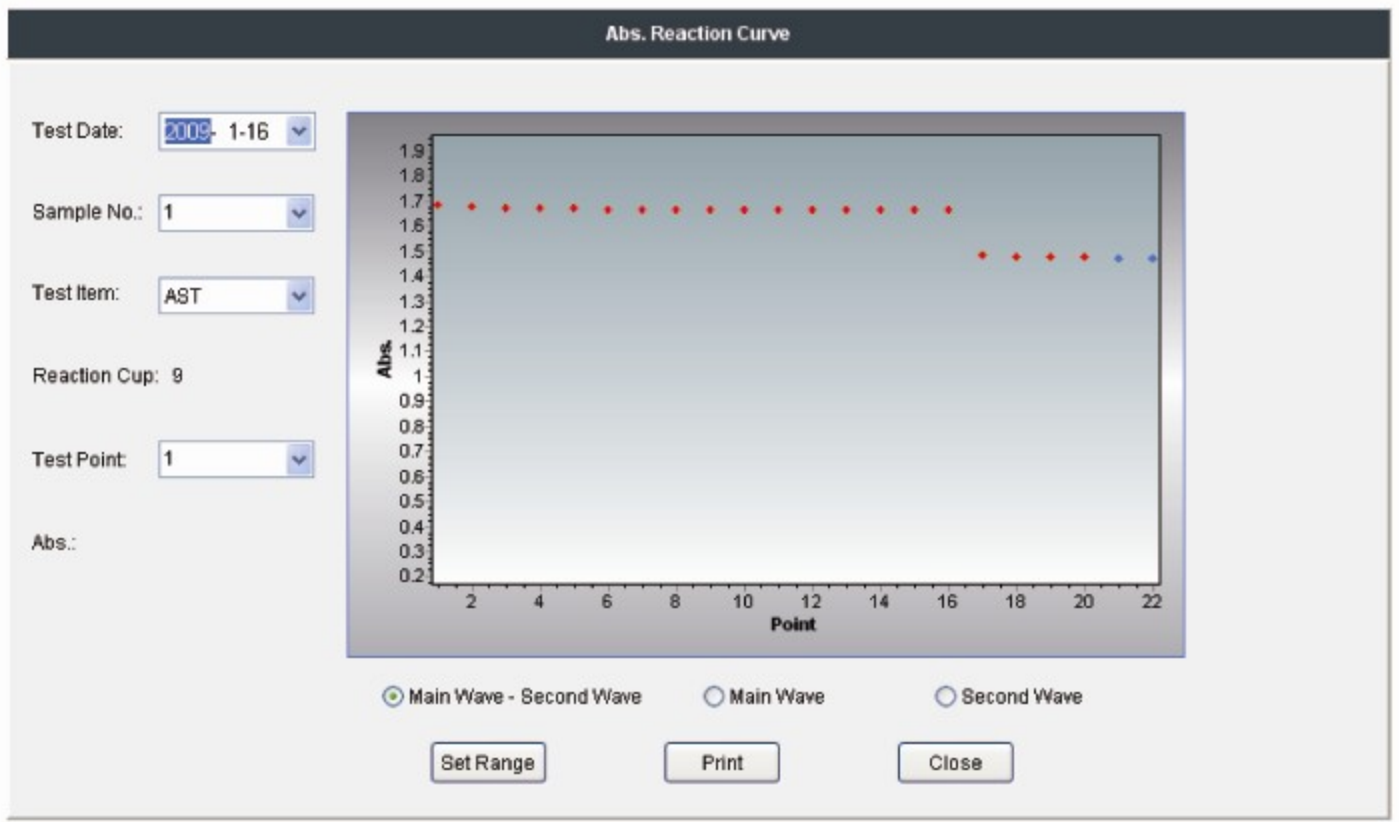 Abs. Reaction Curve
Test Date: 2009- 1-16
Sample No.: 1
Test Item: AST
Reaction Cup: 9
Test Point: 1
Abs.:
Abs.
1.9
1.8
1.7
1.6
1.5
1.4
1.3
1.2
1.1
1
0.9
0.8
0.7
0.6
0.5
0.4
0.3
0.2
2 4 6 8 10 12 14 16 18 20 22
Point
Main Wave - Second Wave Main Wave Second Wave
Set Range Print Close